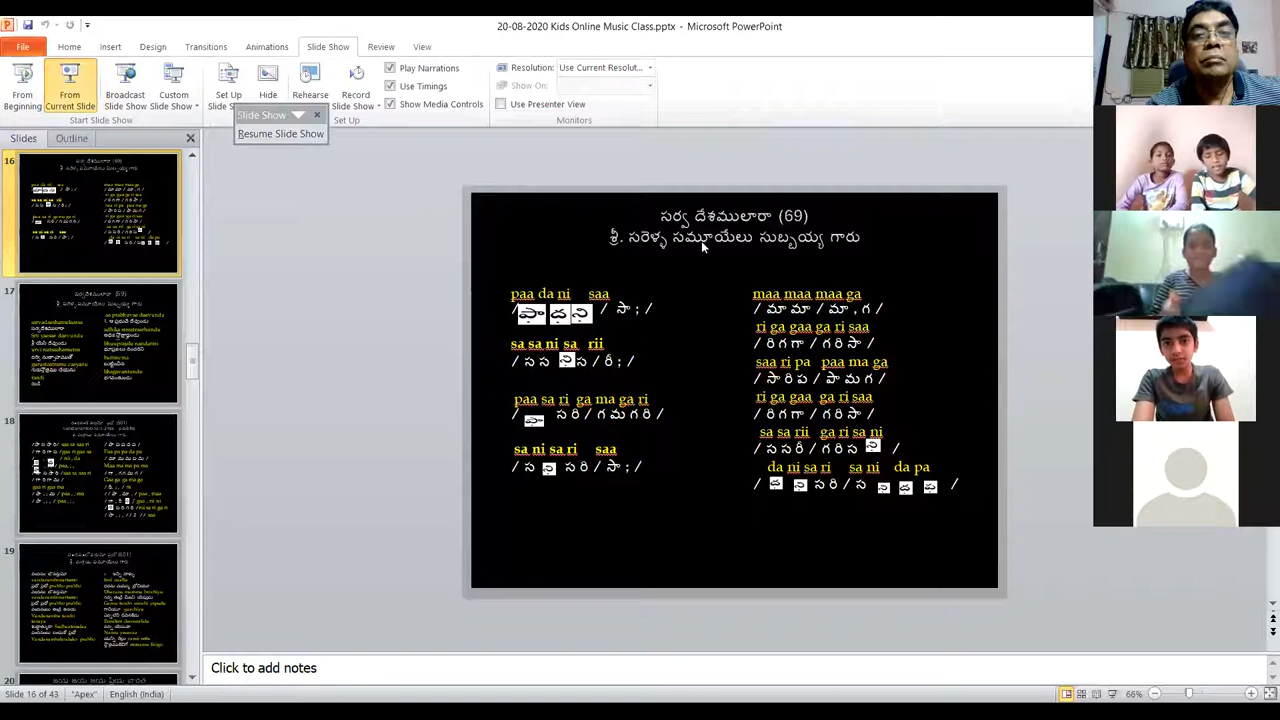 20-08-2020 Kids Online Music Class.pptx - Microsoft PowerPoint
File Home Insert Design Transitions Animations Slide Show Review View
From Beginning
From Current Slide
Broadcast Slide Show
Custom Slide Show
Start Slide Show
Set Up
Hide
Rehearse
Record Slide Show
Play Narrations
Use Timings
Show Media Controls
Set Up
Resolution: Use Current Resolut...
Show On:
Use Presenter View
Monitors
Slide Show
Resume Slide Show
Slides Outline
16
17
18
19
20
సర్వ దేశములారా (69)
శ్రీ. సరెళ్ళ సమూయేలు సుబ్బయ్య గారు
paa da ni saa
/ పా ద ని / సా ; /
sa sa ni sa rii
/ స స ని స / రీ ; /
paa sa ri ga ma ga ri
/ పా స రి / గ మ గ రి /
sa ni sa ri saa
/ స ని స రి / సా ; /
maa maa maa ga
/ మా మా / మా , గ /
ri ga gaa ga ri saa
/ రి గ గా / గ రి సా /
saa ri pa paa ma ga
/ సా రి ప / పా మ గ /
ri ga gaa ga ri saa
/ రి గ గా / గ రి సా /
sa sa rii ga ri sa ni
/ స స రీ / గ రి స ని /
da ni sa ri sa ni da pa
/ ద ని స రి / స ని ద ప /
Click to add notes
Slide 16 of 43 "Apex" English (India) 66%